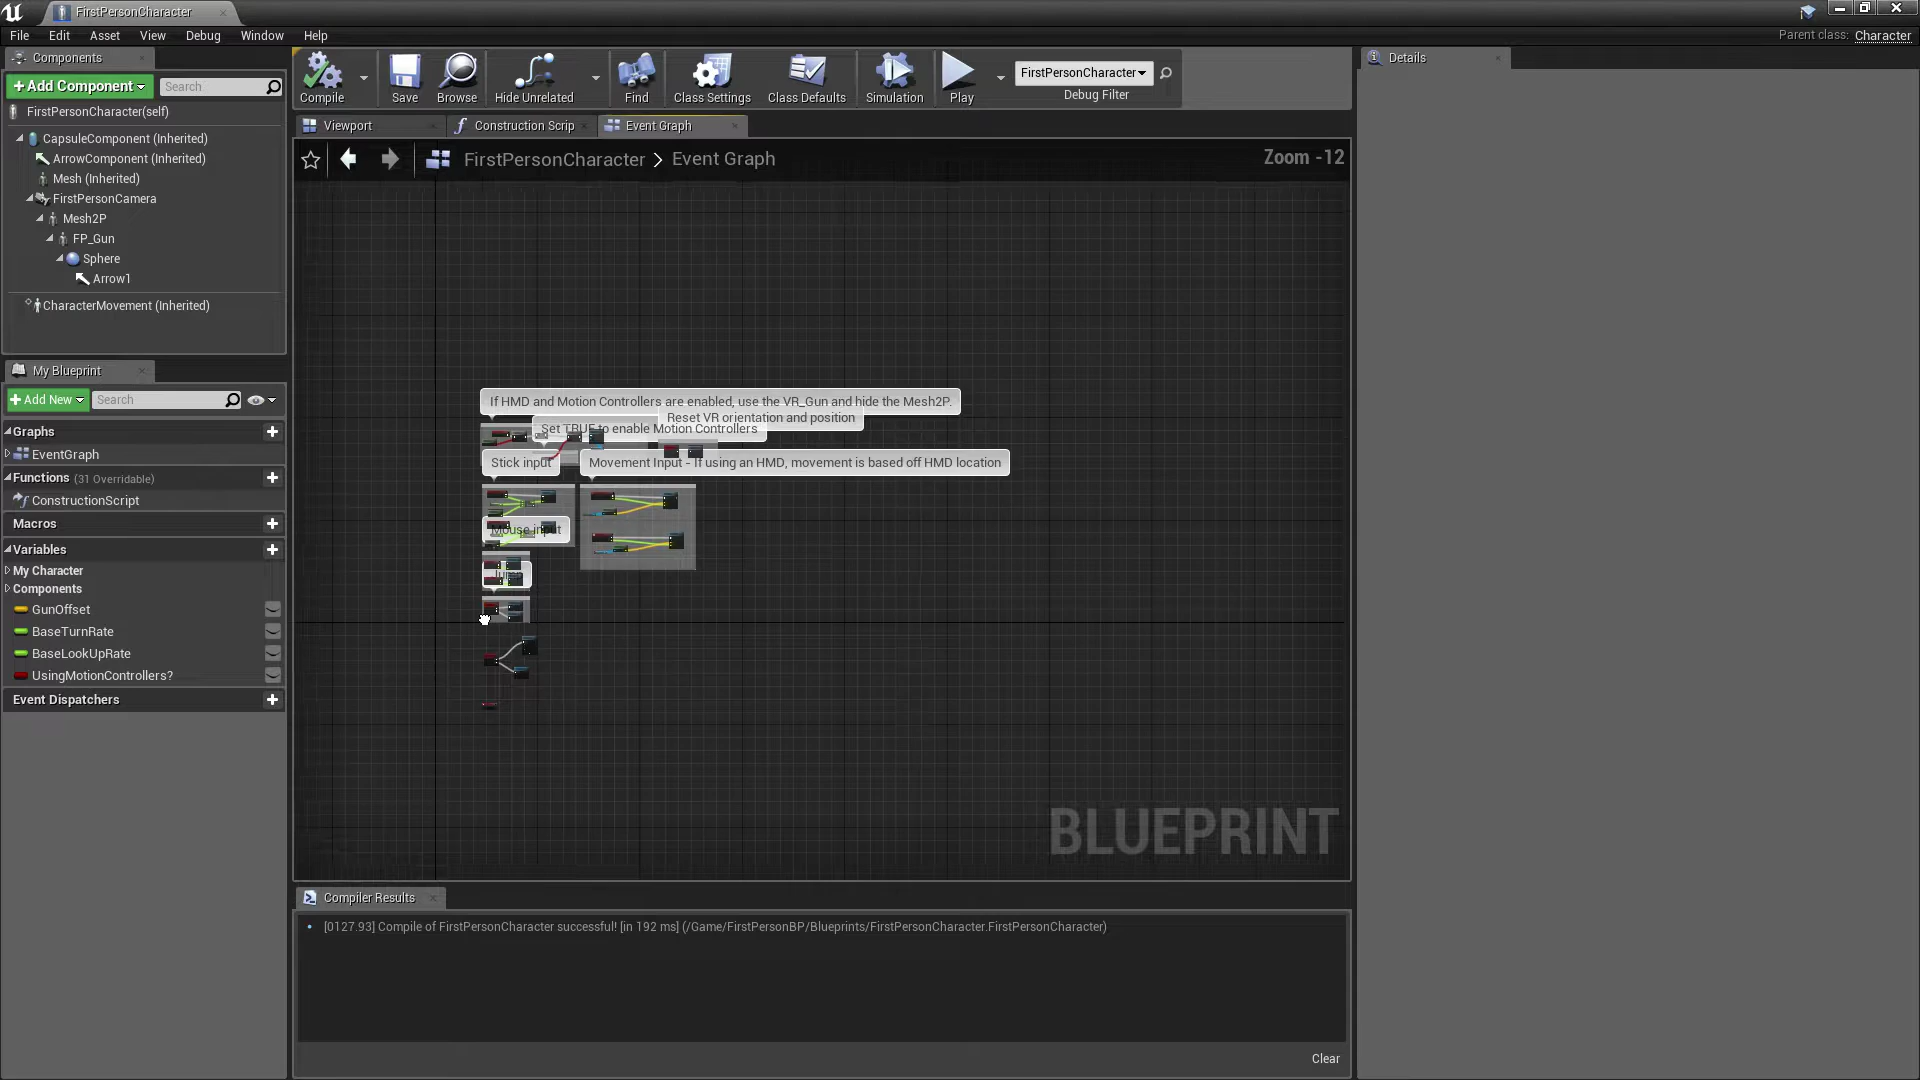 FirstPersonCharacter
File Edit Asset View Debug Window Help
Parent class: Character
Components
+ Add Component
Search
FirstPersonCharacter(self)
CapsuleComponent (Inherited)
ArrowComponent (Inherited)
Mesh (Inherited)
FirstPersonCamera
Mesh2P
FP_Gun
Sphere
Arrow1
CharacterMovement (Inherited)
My Blueprint
+ Add New
Search
Graphs
EventGraph
Functions (31 Overridable)
ConstructionScript
Macros
Variables
My Character
Components
GunOffset
BaseTurnRate
BaseLookUpRate
UsingMotionControllers?
Event Dispatchers
Compile
Save
Browse
Hide Unrelated
Find
Class Settings
Class Defaults
Simulation
Play
FirstPersonCharacter
Debug Filter
Viewport
Construction Scrip
Event Graph
FirstPersonCharacter > Event Graph
Zoom -12
If HMD and Motion Controllers are enabled, use the VR_Gun and hide the Mesh2P.
Reset VR orientation and position
Set TRUE to enable Motion Controllers
Stick input
Movement Input - If using an HMD, movement is based off HMD location
Mouse input
BLUEPRINT
Compiler Results
[0127.93] Compile of FirstPersonCharacter successful! [in 192 ms] (/Game/FirstPersonBP/Blueprints/FirstPersonCharacter.FirstPersonCharacter)
Clear
Details